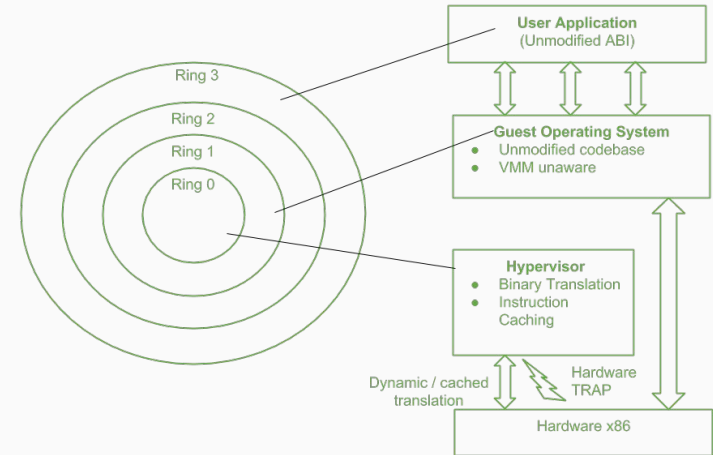 Ring 3
Ring 2
Ring 1
Ring 0
User Application
(Unmodified ABI)
Guest Operating System
● Unmodified codebase
● VMM unaware
Hypervisor
● Binary Translation
● Instruction
Caching
Dynamic / cached
translation
Hardware
TRAP
Hardware x86